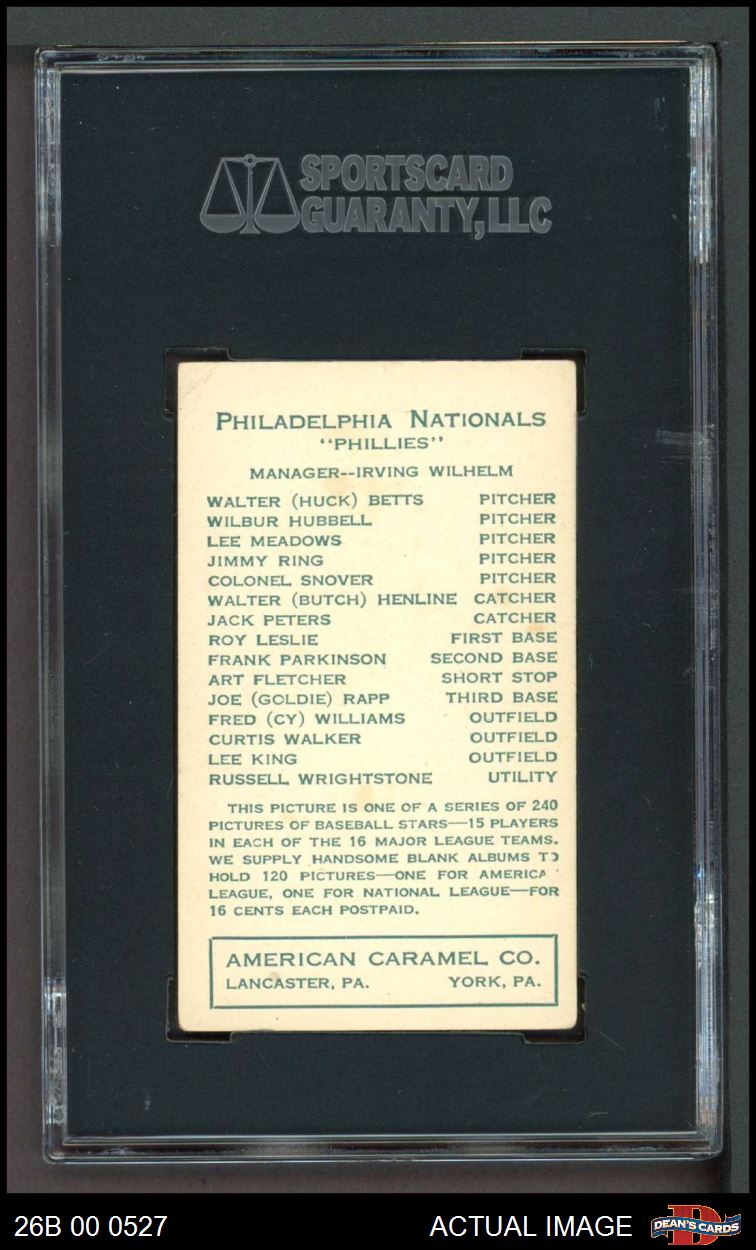 SPORTSCARD
GUARANTY, LLC
PHILADELPHIA NATIONALS
"PHILLIES"
MANAGER--IRVING WILHELM
WALTER (HUCK) BETTS PITCHER
WILBUR HUBBELL PITCHER
LEE MEADOWS PITCHER
JIMMY RING PITCHER
COLONEL SNOVER PITCHER
WALTER (BUTCH) HENLINE CATCHER
JACK PETERS CATCHER
ROY LESLIE FIRST BASE
FRANK PARKINSON SECOND BASE
ART FLETCHER SHORT STOP
JOE (GOLDIE) RAPP THIRD BASE
FRED (CY) WILLIAMS OUTFIELD
CURTIS WALKER OUTFIELD
LEE KING OUTFIELD
RUSSELL WRIGHTSTONE UTILITY
THIS PICTURE IS ONE OF A SERIES OF 240
PICTURES OF BASEBALL STARS—15 PLAYERS
IN EACH OF THE 16 MAJOR LEAGUE TEAMS.
WE SUPPLY HANDSOME BLANK ALBUMS TO
HOLD 120 PICTURES—ONE FOR AMERICA
LEAGUE, ONE FOR NATIONAL LEAGUE—FOR
16 CENTS EACH POSTPAID.
AMERICAN CARAMEL CO.
LANCASTER, PA. YORK, PA.
26B 00 0527 ACTUAL IMAGE
DEAN'S CARDS